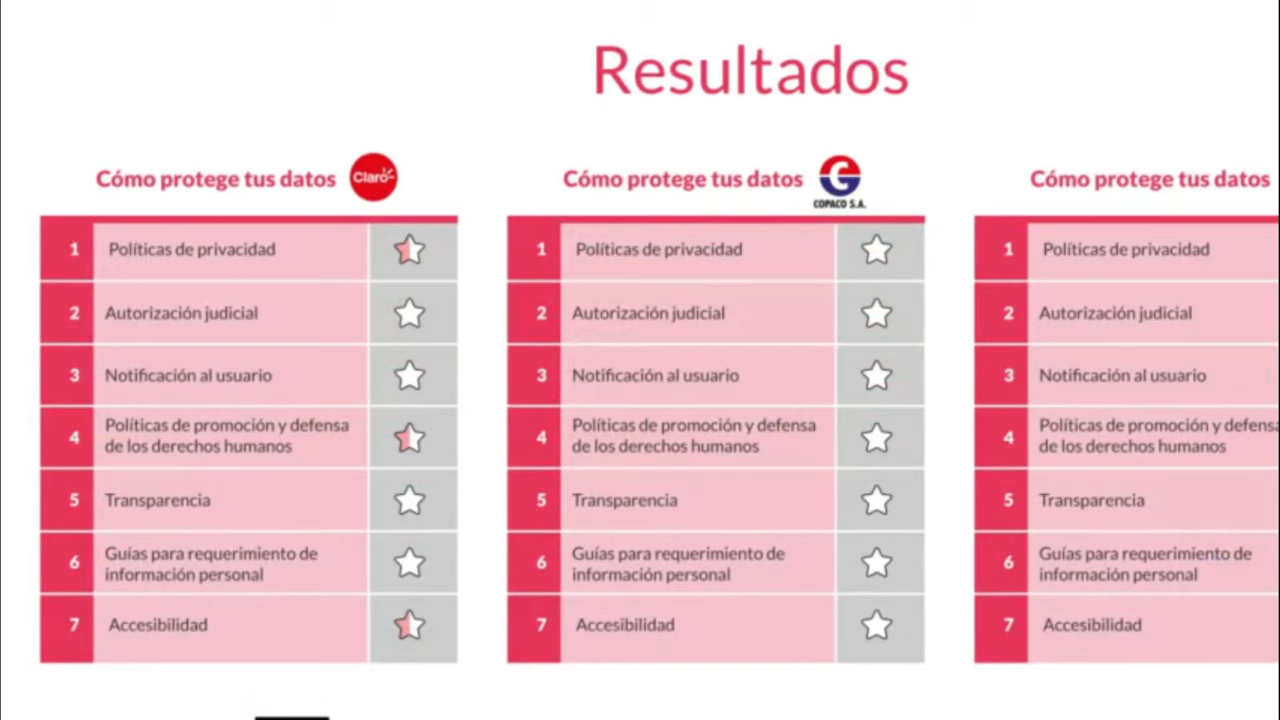 Resultados
Cómo protege tus datos
Claro
1 Políticas de privacidad
2 Autorización judicial
3 Notificación al usuario
4 Políticas de promoción y defensa
de los derechos humanos
5 Transparencia
6 Guías para requerimiento de
información personal
7 Accesibilidad
Cómo protege tus datos
COPACO S.A.
1 Políticas de privacidad
2 Autorización judicial
3 Notificación al usuario
4 Políticas de promoción y defensa
de los derechos humanos
5 Transparencia
6 Guías para requerimiento de
información personal
7 Accesibilidad
Cómo protege tus datos
1 Políticas de privacidad
2 Autorización judicial
3 Notificación al usuario
4 Políticas de promoción y defensa
de los derechos humanos
5 Transparencia
6 Guías para requerimiento de
información personal
7 Accesibilidad